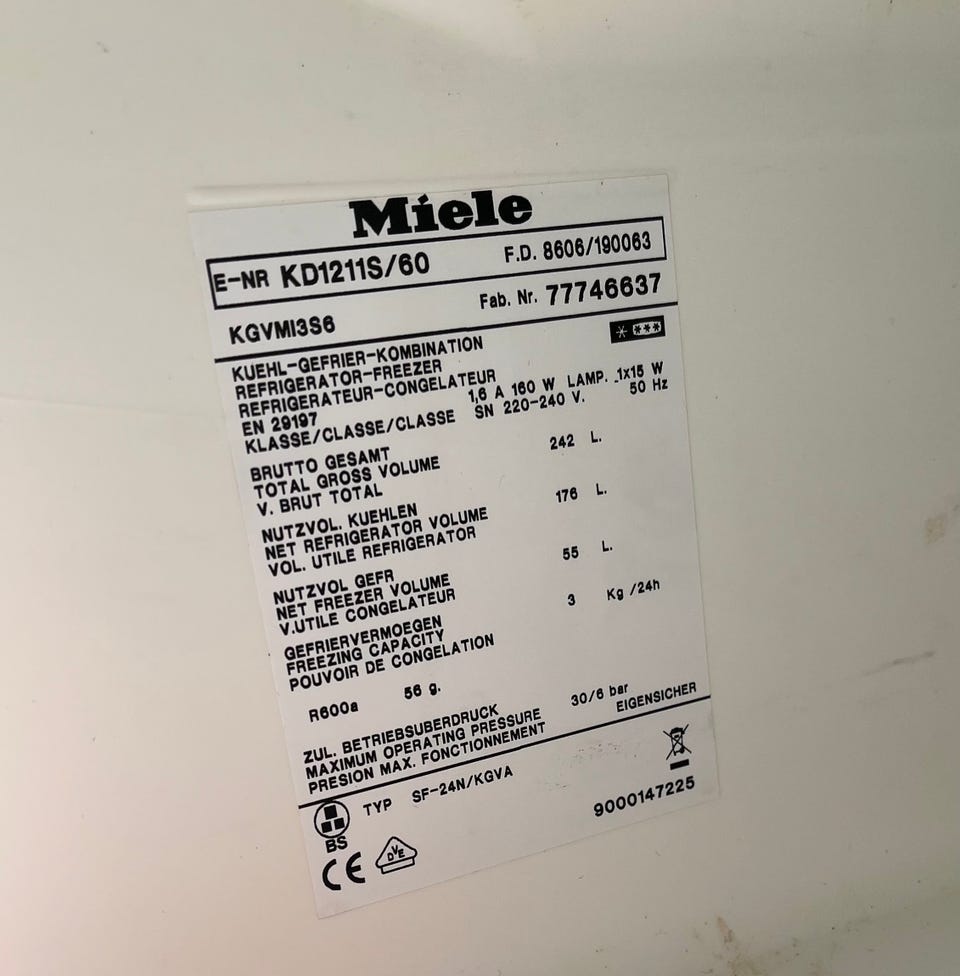 Miele
E-NR KD1211S/60 F.D. 8606/190063
KGVMI3S6 Fab. Nr. 77746637
KUEHL-GEFRIER-KOMBINATION
REFRIGERATOR-FREEZER
REFRIGERATEUR-CONGELATEUR
EN 29197 1,6 A 160 W LAMP. 1x15 W
KLASSE/CLASSE/CLASSE SN 220-240 V. 50 Hz
BRUTTO GESAMT 242 L.
TOTAL GROSS VOLUME
V. BRUT TOTAL
NUTZVOL. KUEHLEN 176 L.
NET REFRIGERATOR VOLUME
VOL. UTILE REFRIGERATOR
NUTZVOL GEFR 55 L.
NET FREEZER VOLUME
V.UTILE CONGELATEUR
GEFRIERVERMOEGEN 3 Kg /24h
FREEZING CAPACITY
POUVOIR DE CONGELATION
R600a 56 g.
ZUL. BETRIEBSUBERDRUCK 30/6 bar
MAXIMUM OPERATING PRESSURE EIGENSICHER
PRESION MAX. FONCTIONNEMENT
TYP SF-24N/KGVA
BS 9000147225
CE DVE